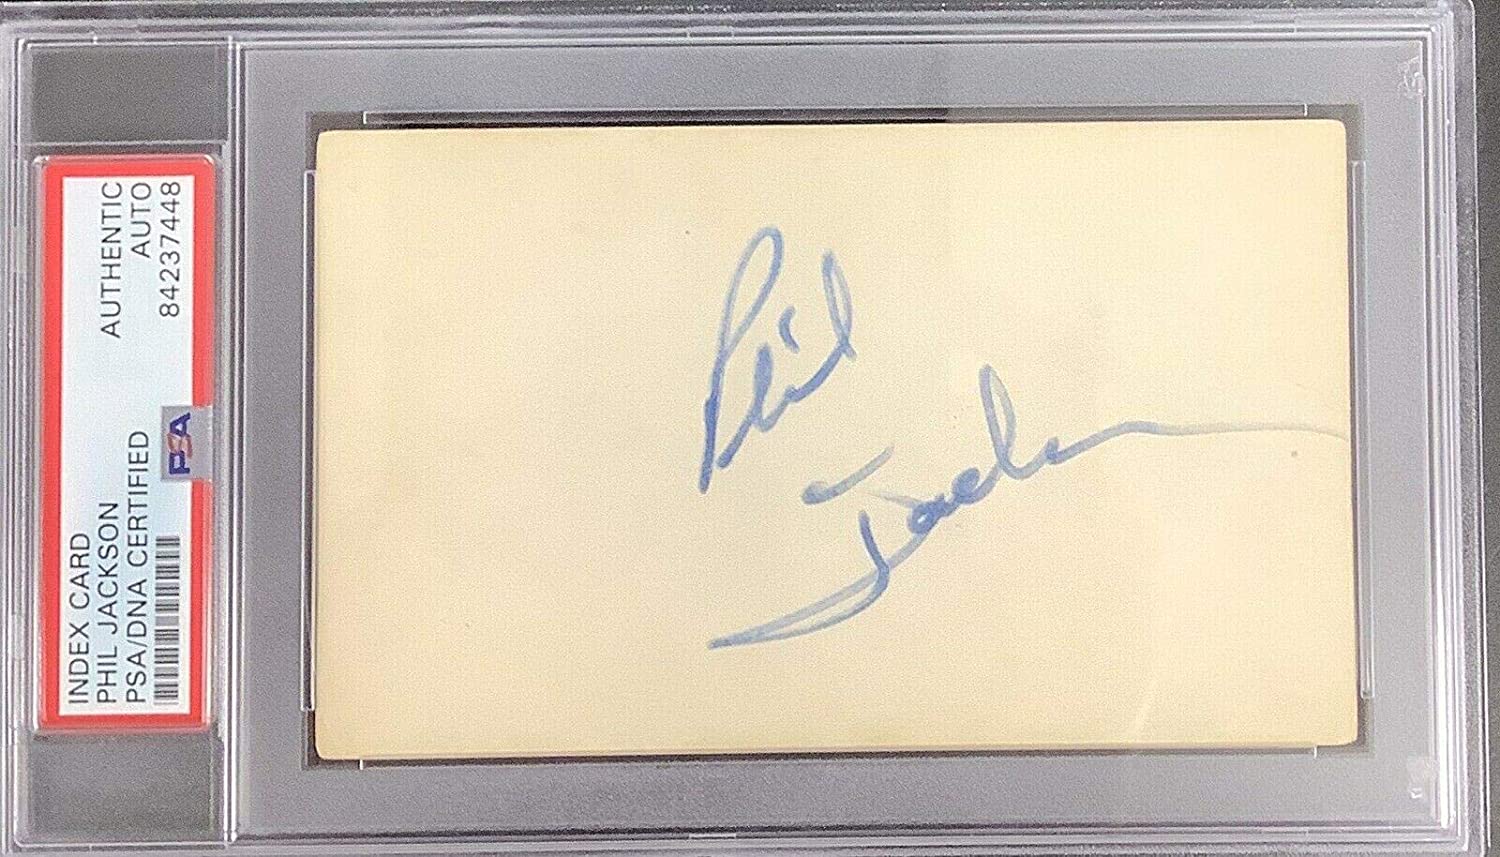 INDEX CARD
PHIL JACKSON
PSA/DNA CERTIFIED
AUTHENTIC
AUTO
84237448
PSA
Phil
Jackson